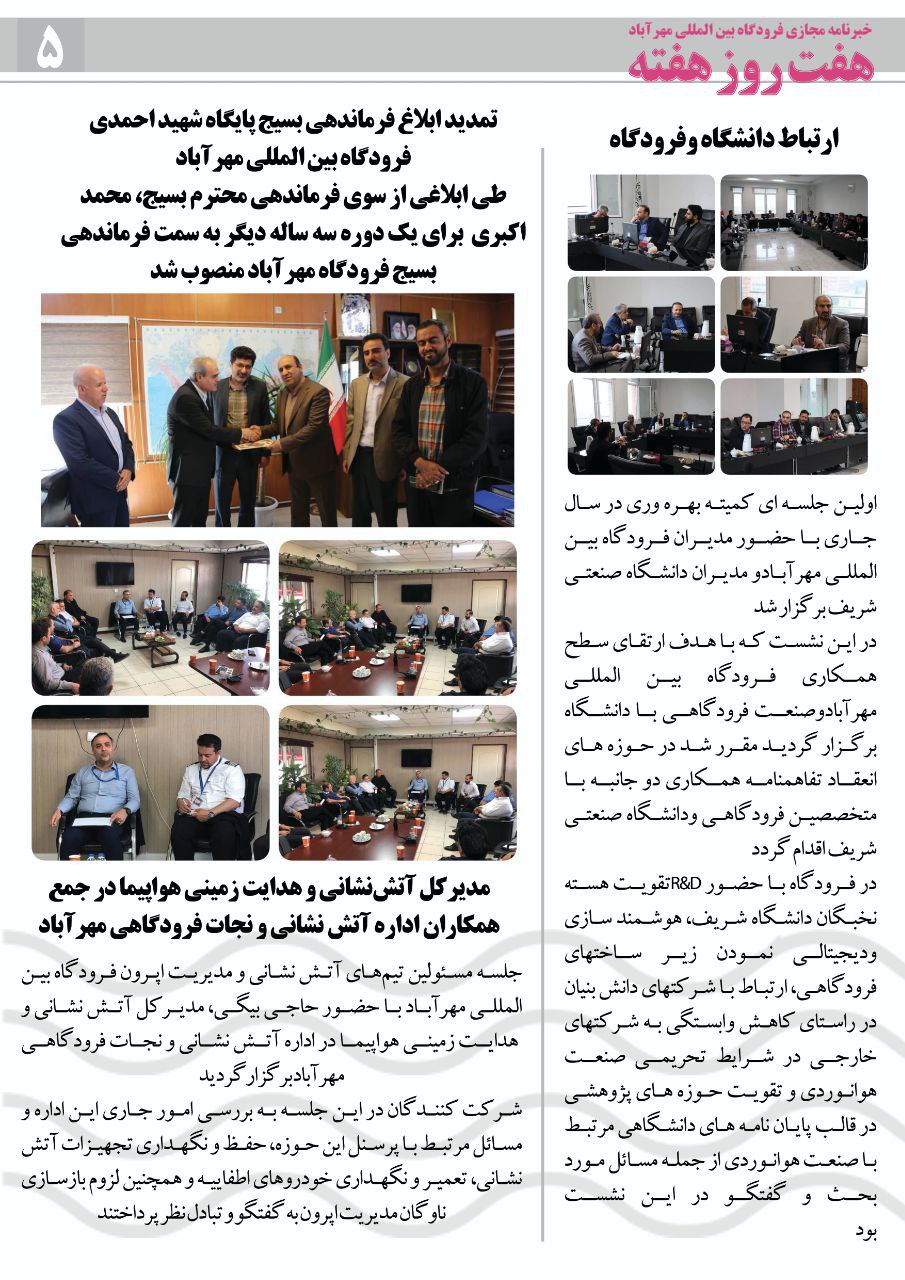 خبرنامه مجازی فرودگاه بین المللی مهرآباد
هفت روز هفته
۵
ارتباط دانشگاه وفرودگاه
اولین جلسه ای کمیته بهره وری در سال
جاری با حضور مدیران فرودگاه بین
المللی مهرآبادو مدیران دانشگاه صنعتی
شریف برگزار شد
در این نشست که با هدف ارتقای سطح
همکاری فرودگاه بین المللی
مهرآبادوصنعت فرودگاهی با دانشگاه
برگزار گردید مقرر شد در حوزه های
انعقاد تفاهمنامه همکاری دو جانبه با
متخصصین فرودگاهی ودانشگاه صنعتی
شریف اقدام گردد
در فرودگاه با حضور R&Dتقویت هسته
نخبگان دانشگاه شریف، هوشمند سازی
ودیجیتالی نمودن زیر ساختهای
فرودگاهی، ارتباط با شرکتهای دانش بنیان
در راستای کاهش وابستگی به شرکتهای
خارجی در شرایط تحریمی صنعت
هوانوردی و تقویت حوزه های پژوهشی
در قالب پایان نامه های دانشگاهی مرتبط
با صنعت هوانوردی از جمله مسائل مورد
بحث و گفتگو در این نشست
بود
تمدید ابلاغ فرماندهی بسیج پایگاه شهید احمدی
فرودگاه بین المللی مهرآباد
طی ابلاغی از سوی فرماندهی محترم بسیج، محمد
اکبری برای یک دوره سه ساله دیگر به سمت فرماندهی
بسیج فرودگاه مهرآباد منصوب شد
مدیرکل آتش‌نشانی و هدایت زمینی هواپیما در جمع
همکاران اداره آتش نشانی و نجات فرودگاهی مهرآباد
جلسه مسئولین تیم‌های آتش نشانی و مدیریت اپرون فرودگاه بین
المللی مهرآباد با حضور حاجی بیگی، مدیرکل آتش نشانی و
هدایت زمینی هواپیما در اداره آتش نشانی و نجات فرودگاهی
مهرآبادبرگزار گردید
شرکت کنندگان در این جلسه به بررسی امور جاری این اداره و
مسائل مرتبط با پرسنل این حوزه، حفظ و نگهداری تجهیزات آتش
نشانی، تعمیر و نگهداری خودروهای اطفاییه و همچنین لزوم بازسازی
ناوگان مدیریت اپرون به گفتگو و تبادل نظر پرداختند